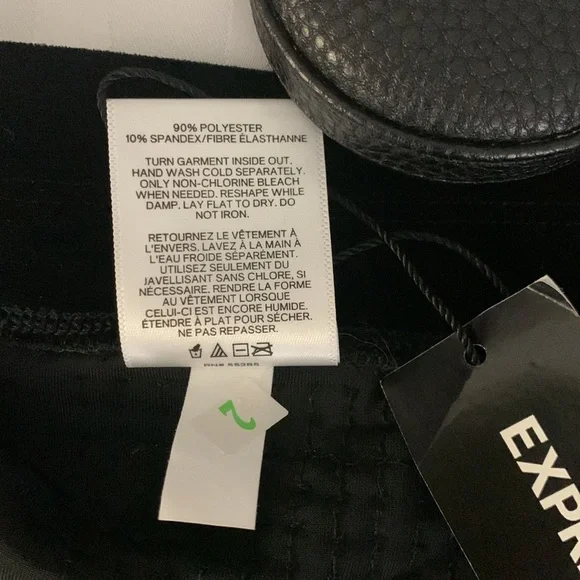 90% POLYESTER
10% SPANDEX/FIBRE ÉLASTHANNE
TURN GARMENT INSIDE OUT.
HAND WASH COLD SEPARATELY.
ONLY NON-CHLORINE BLEACH
WHEN NEEDED. RESHAPE WHILE
DAMP. LAY FLAT TO DRY. DO
NOT IRON.
RETOURNEZ LE VÊTEMENT À
L'ENVERS. LAVEZ À LA MAIN À
L'EAU FROIDE SÉPARÉMENT.
UTILISEZ SEULEMENT DU
JAVELLISANT SANS CHLORE, SI
NÉCESSAIRE. RENDRE LA FORME
AU VÊTEMENT LORSQUE
CELUI-CI EST ENCORE HUMIDE.
ÉTENDRE À PLAT POUR SÉCHER.
NE PAS REPASSER.
2
EXPR